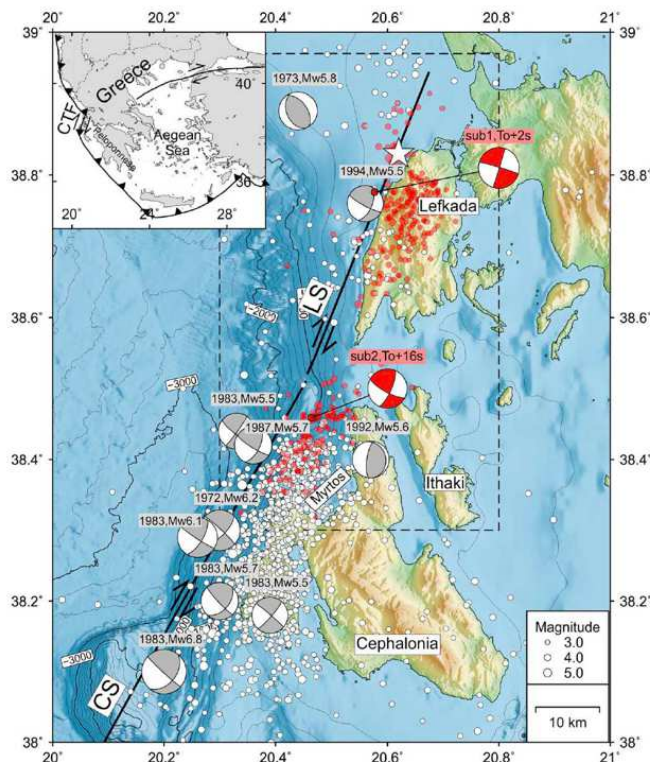 20° 20.2° 20.4° 20.6° 20.8° 21°
39° 39°
38.8° 38.8°
38.6° 38.6°
38.4° 38.4°
38.2° 38.2°
38° 38°
Greece
40°
CTF
Peloponnese
Aegean
Sea
36°
20° 24° 28°
1973,Mw5.8
sub1,To+2s
1994,Mw5.5
Lefkada
LS
sub2,To+16s
−3000
1983,Mw5.5
1987,Mw5.7
1992,Mw5.6
Ithaki
Myrtos
1972,Mw6.2
1983,Mw6.1
1983,Mw5.7
1983,Mw5.5
1983,Mw6.8
−3000
CS
Cephalonia
Magnitude
3.0
4.0
5.0
10 km
20° 20.2° 20.4° 20.6° 20.8° 21°